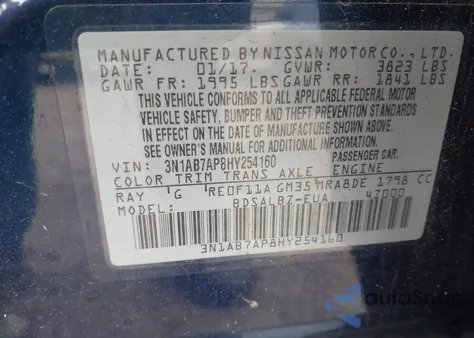 MANUFACTURED BY NISSAN MOTOR CO., LTD.
DATE: 01/17. GVWR: 3823 LBS
GAWR FR: 1995 LBS GAWR RR: 1841 LBS
THIS VEHICLE CONFORMS TO ALL APPLICABLE FEDERAL MOTOR
VEHICLE SAFETY, BUMPER AND THEFT PREVENTION STANDARDS
IN EFFECT ON THE DATE OF MANUFACTURE SHOWN ABOVE.
SEE OWNER'S MANUAL FOR ADDITIONAL INFORMATION.
VIN: 3N1AB7AP8HY254160 PASSENGER CAR.
COLOR TRIM TRANS AXLE ENGINE
RAY G RE0F11A GM35 MRA8DE 1798 CC
BDSALBZ-EUA 4Z000
3N1AB7AP8HY254160
AutoSnap